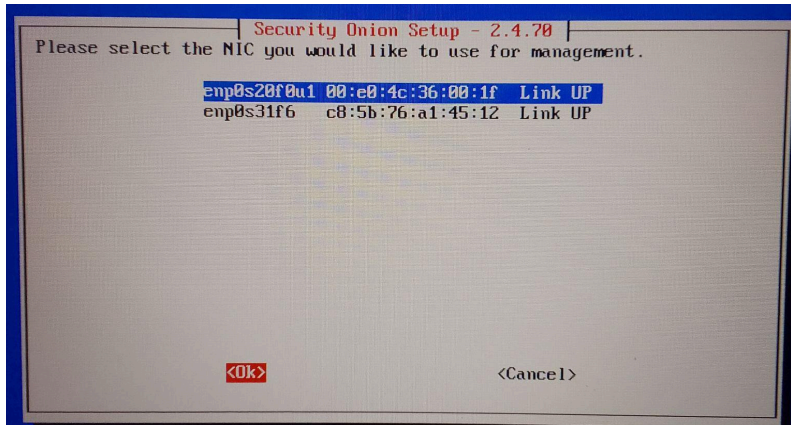 Security Onion Setup - 2.4.70
Please select the NIC you would like to use for management.
enp0s20f0u1 00:e0:4c:36:00:1f Link UP
enp0s31f6 c8:5b:76:a1:45:12 Link UP
<Ok> <Cancel>